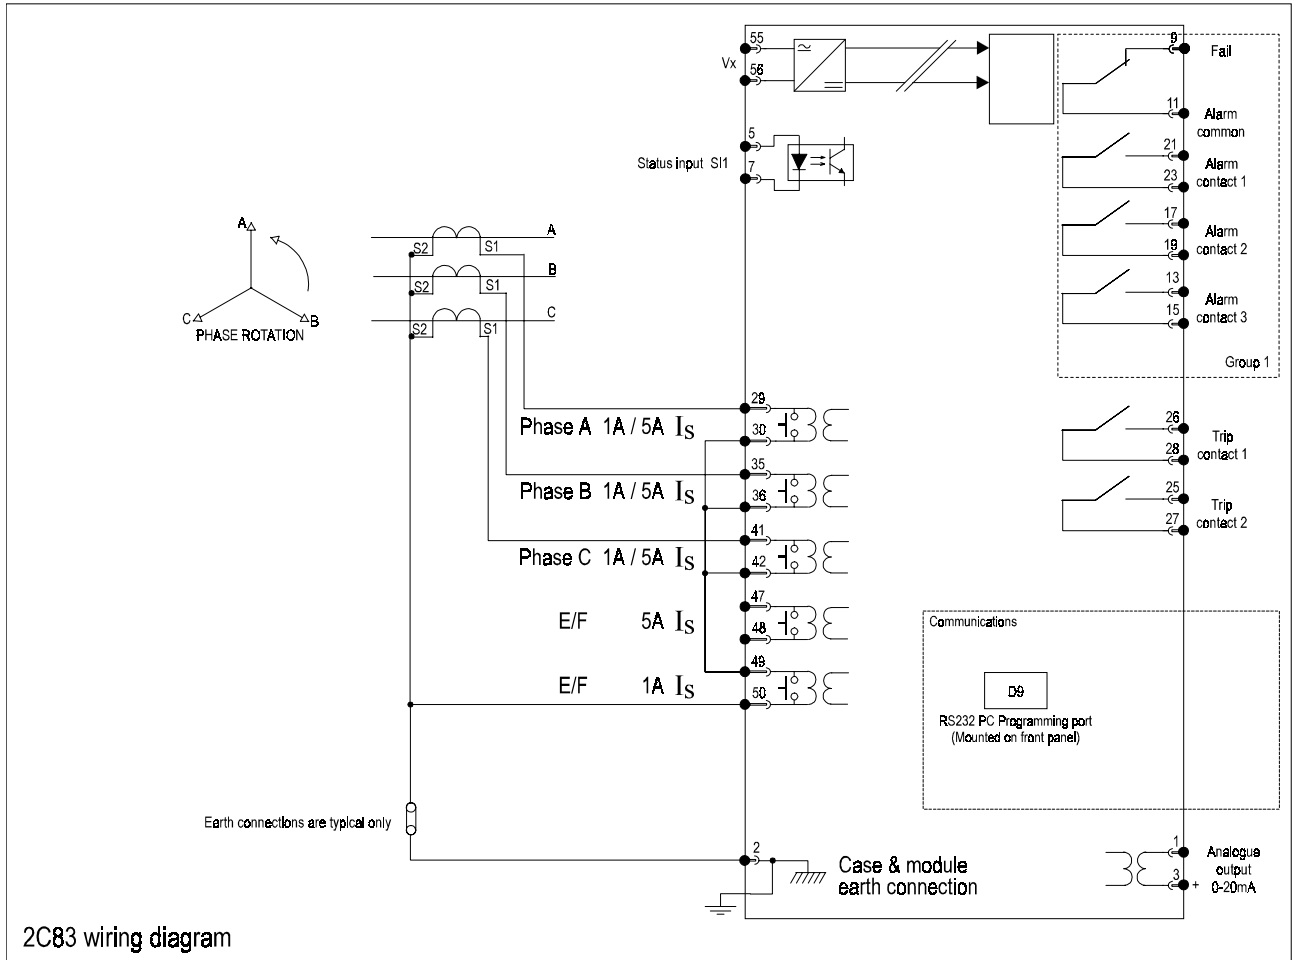 55
Vx
56
9
Fail
11
Alarm
common
5
Status input SI1
7
21
Alarm
23
contact 1
17
Alarm
19
contact 2
13
Alarm
15
contact 3
Group 1
A
C
B
PHASE ROTATION
A
S2
S1
B
S2
S1
C
S2
S1
29
Phase A 1A / 5A IS
30
35
Phase B 1A / 5A IS
36
41
Phase C 1A / 5A IS
42
47
E/F 5A IS
48
49
E/F 1A IS
50
26
Trip
28
contact 1
25
Trip
27
contact 2
Communications
D9
RS232 PC Programming port
(Mounted on front panel)
Earth connections are typical only
2
Case & module
earth connection
1
Analogue
output
3
+
0-20mA
2C83 wiring diagram